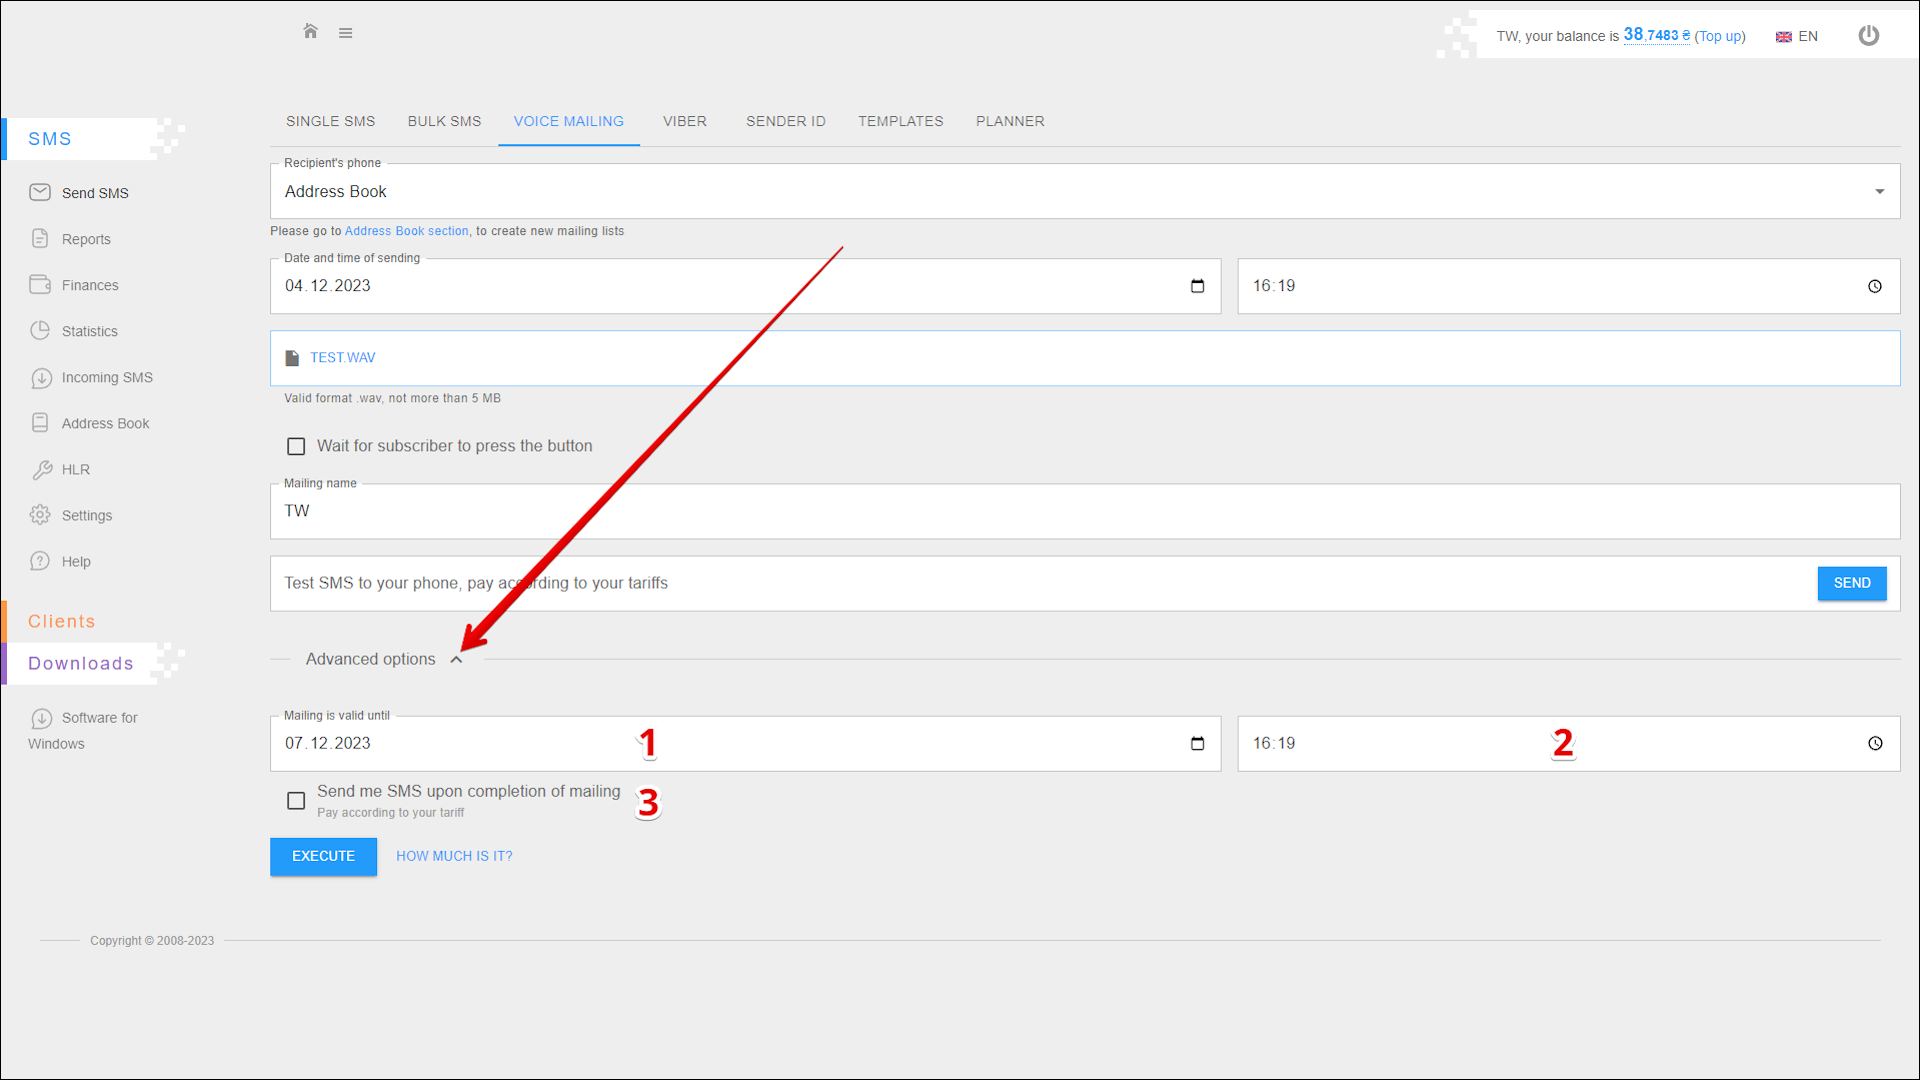 TW, your balance is 38,7483 ₴ (Top up) EN
SMS
Send SMS
Reports
Finances
Statistics
Incoming SMS
Address Book
HLR
Settings
Help
Clients
Downloads
Software for
Windows
SINGLE SMS BULK SMS VOICE MAILING VIBER SENDER ID TEMPLATES PLANNER
Recipient's phone
Address Book
Please go to Address Book section, to create new mailing lists
Date and time of sending
04.12.2023 16:19
TEST.WAV
Valid format .wav, not more than 5 MB
Wait for subscriber to press the button
Mailing name
TW
Test SMS to your phone, pay according to your tariffs SEND
Advanced options
Mailing is valid until
07.12.2023 1 16:19 2
Send me SMS upon completion of mailing 3
Pay according to your tariff
EXECUTE HOW MUCH IS IT?
Copyright © 2008-2023